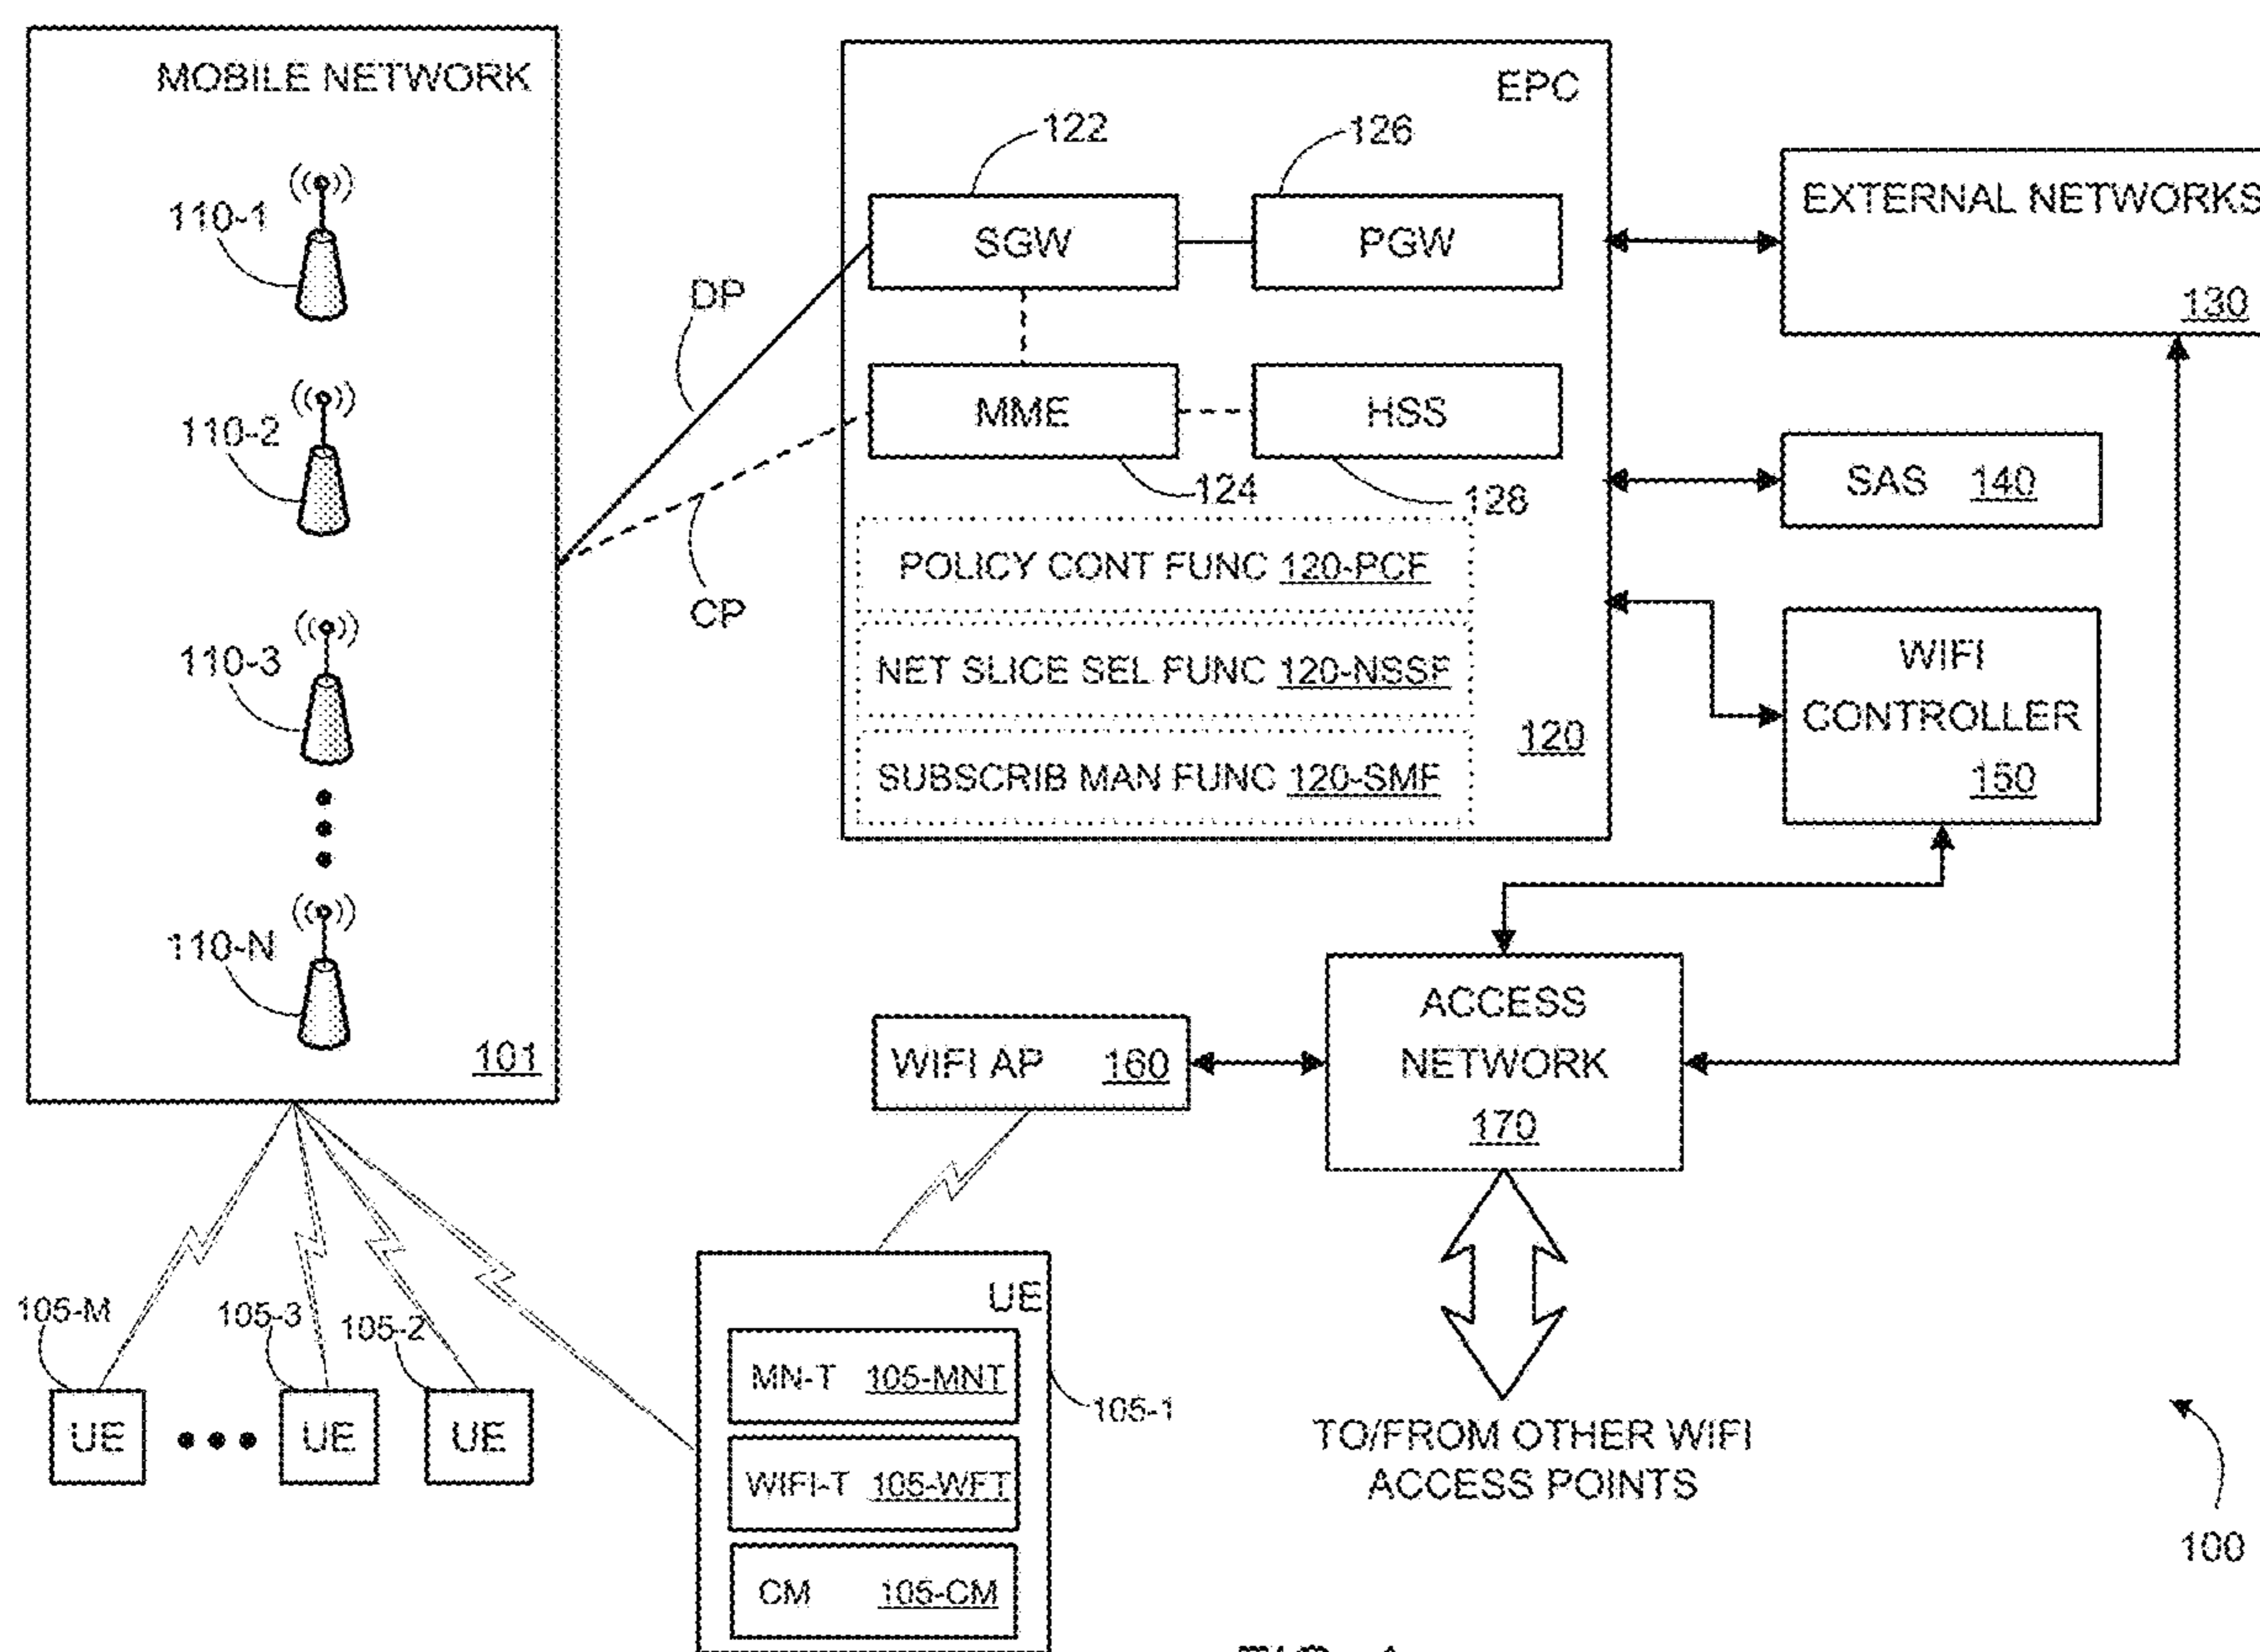 MOBILE NETWORK
110-1
110-2
110-3
110-N
101
DP
CP
EPC
122
126
SGW
PGW
MME
HSS
124
128
POLICY CONT FUNC 120-PCF
NET SLICE SEL FUNC 120-NSSF
SUBSCRIB MAN FUNC 120-SMF
120
EXTERNAL NETWORKS
130
SAS 140
WIFI
CONTROLLER
150
WIFI AP 160
ACCESS
NETWORK
170
TO/FROM OTHER WIFI
ACCESS POINTS
105-M
105-3
105-2
UE
UE
UE
UE
MN-T 105-MNT
WIFI-T 105-WFT
CM 105-CM
105-1
100